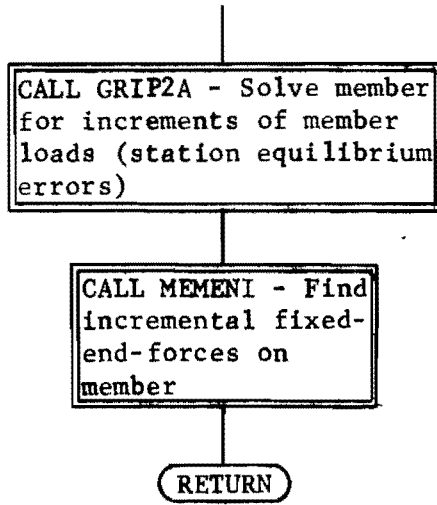 CALL GRIP2A - Solve member
for increments of member
loads (station equilibrium
errors)
CALL MEMENI - Find
incremental fixed-
end-forces on
member
RETURN